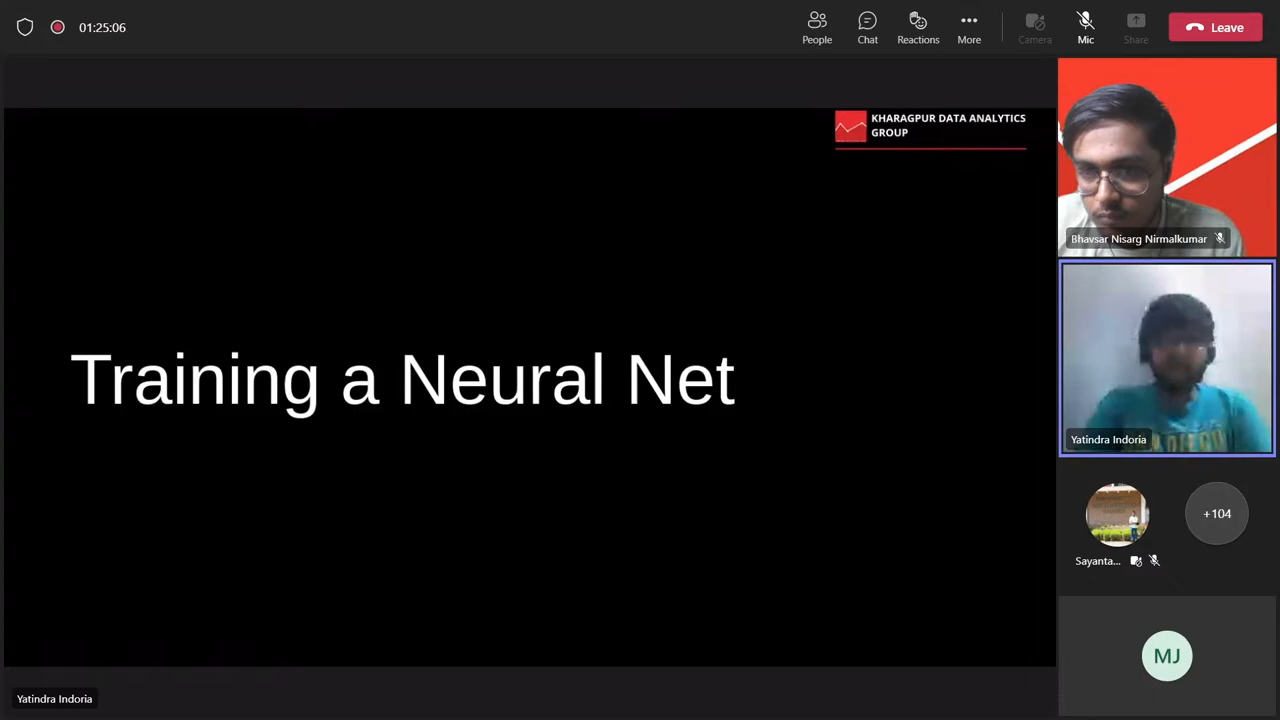 01:25:06
People
Chat
Reactions
More
Camera
Mic
Share
Leave
KHARAGPUR DATA ANALYTICS
GROUP
Training a Neural Net
Bhavsar Nisarg Nirmalkumar
Yatindra Indoria
Sayanta...
+104
MJ
Yatindra Indoria